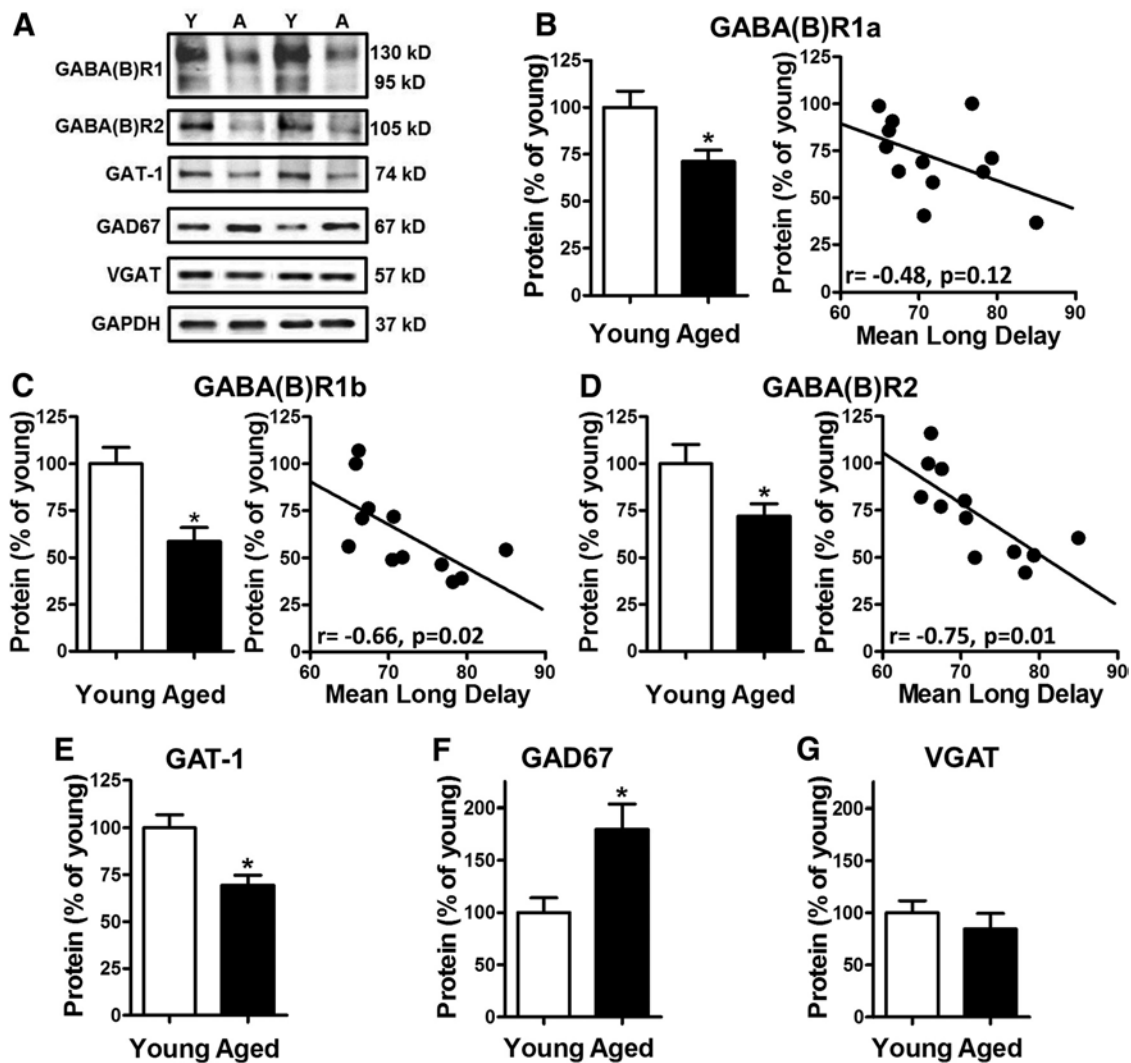 A
Y A Y A
GABA(B)R1
130 kD
95 kD
GABA(B)R2
105 kD
GAT-1
74 kD
GAD67
67 kD
VGAT
57 kD
GAPDH
37 kD
B
GABA(B)R1a
Protein (% of young)
125
100
75
50
25
0
*
Young Aged
Protein (% of young)
125
100
75
50
25
0
r= -0.48, p=0.12
60 70 80 90
Mean Long Delay
C
GABA(B)R1b
Protein (% of young)
125
100
75
50
25
0
*
Young Aged
Protein (% of young)
125
100
75
50
25
0
r= -0.66, p=0.02
60 70 80 90
Mean Long Delay
D
GABA(B)R2
Protein (% of young)
125
100
75
50
25
0
*
Young Aged
Protein (% of young)
125
100
75
50
25
0
r= -0.75, p=0.01
60 70 80 90
Mean Long Delay
E
GAT-1
Protein (% of young)
125
100
75
50
25
0
*
Young Aged
F
GAD67
Protein (% of young)
200
150
100
50
0
*
Young Aged
G
VGAT
Protein (% of young)
200
150
100
50
0
Young Aged